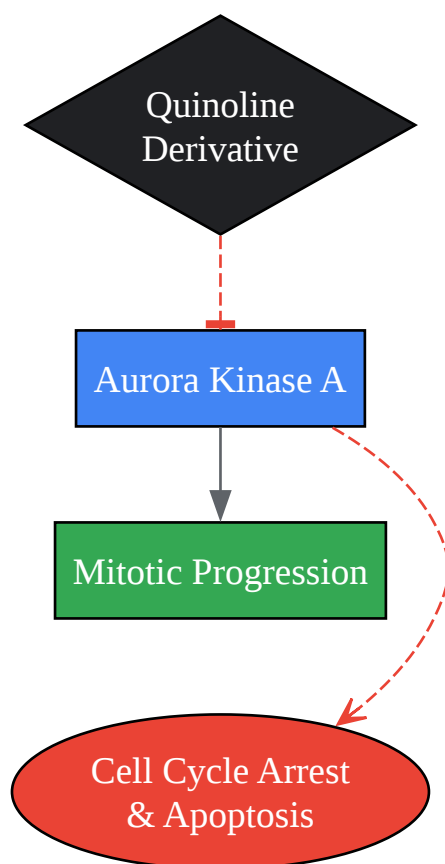 Quinoline
Derivative
Aurora Kinase A
Mitotic Progression
Cell Cycle Arrest
& Apoptosis